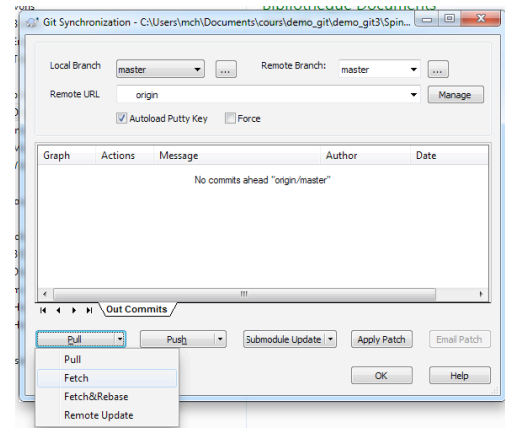 Bibliothèque Documents
Git Synchronization - C:\Users\mch\Documents\cours\demo_git\demo_git3\Spin...
Local Branch master ... Remote Branch: master ...
Remote URL origin Manage
Autoload Putty Key Force
Graph Actions Message Author Date
No commits ahead "origin/master"
Out Commits
Pull Push Submodule Update Apply Patch Email Patch
Pull
Fetch
Fetch&Rebase
Remote Update
OK Help